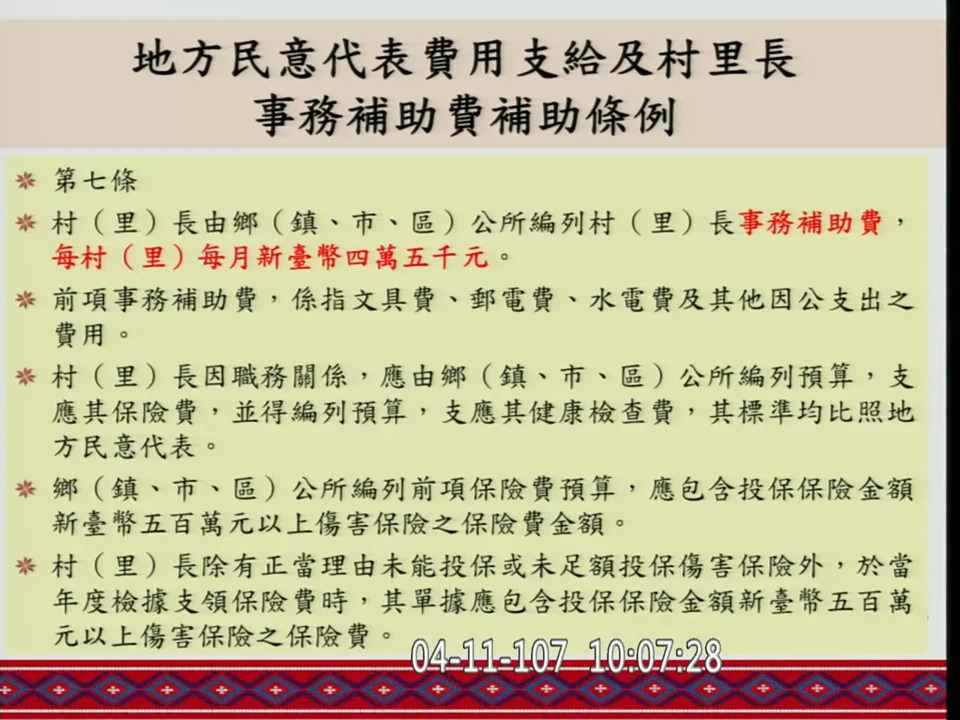 地方民意代表費用支給及村里長
事務補助費補助條例
第七條
村（里）長由鄉（鎮、市、區）公所編列村（里）長事務補助費，
每村（里）每月新臺幣四萬五千元。
前項事務補助費，係指文具費、郵電費、水電費及其他因公支出之
費用。
村（里）長因職務關係，應由鄉（鎮、市、區）公所編列預算，支
應其保險費，並得編列預算，支應其健康檢查費，其標準均比照地
方民意代表。
鄉（鎮、市、區）公所編列前項保險費預算，應包含投保保險金額
新臺幣五百萬元以上傷害保險之保險費金額。
村（里）長除有正當理由未能投保或未足額投保傷害保險外，於當
年度檢據支領保險費時，其單據應包含投保保險金額新臺幣五百萬
元以上傷害保險之保險費。
04-11-107 10:07:28